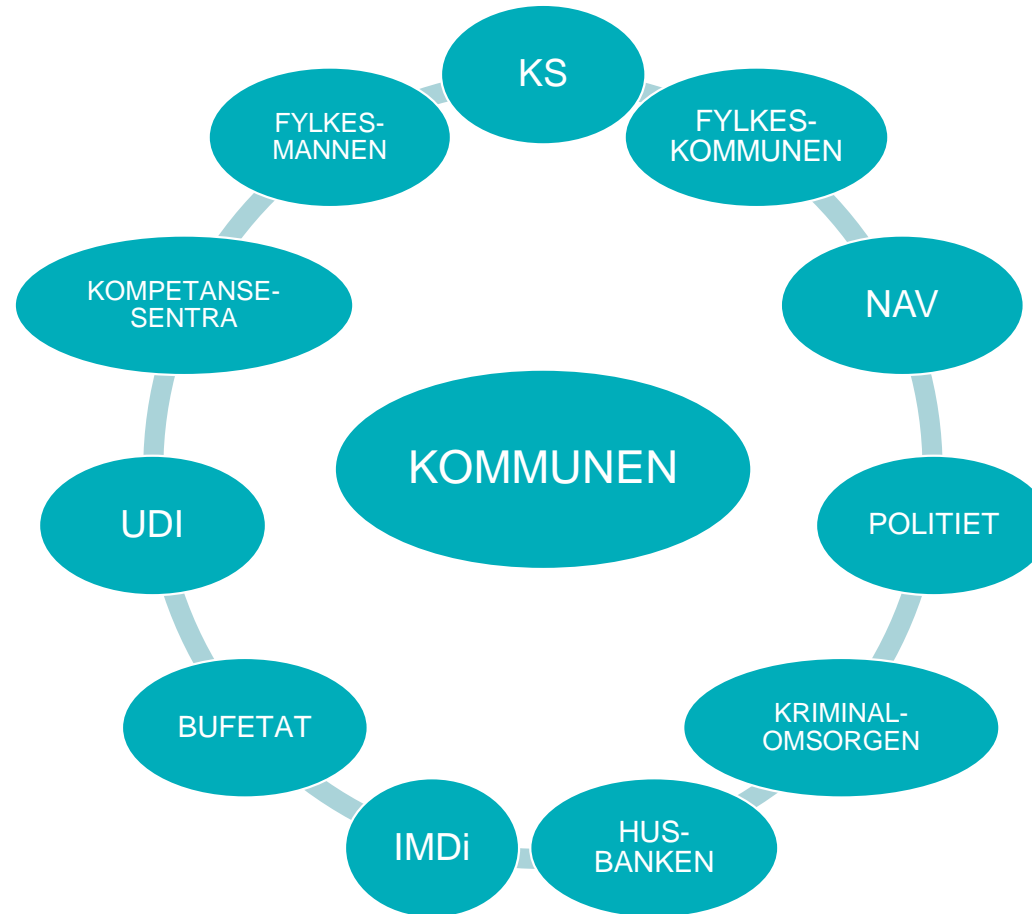 KS
FYLKES-
KOMMUNEN
NAV
POLITIET
KRIMINAL-
OMSORGEN
HUS-
BANKEN
IMDi
BUFETAT
UDI
KOMPETANSE-
SENTRA
FYLKES-
MANNEN
KOMMUNEN